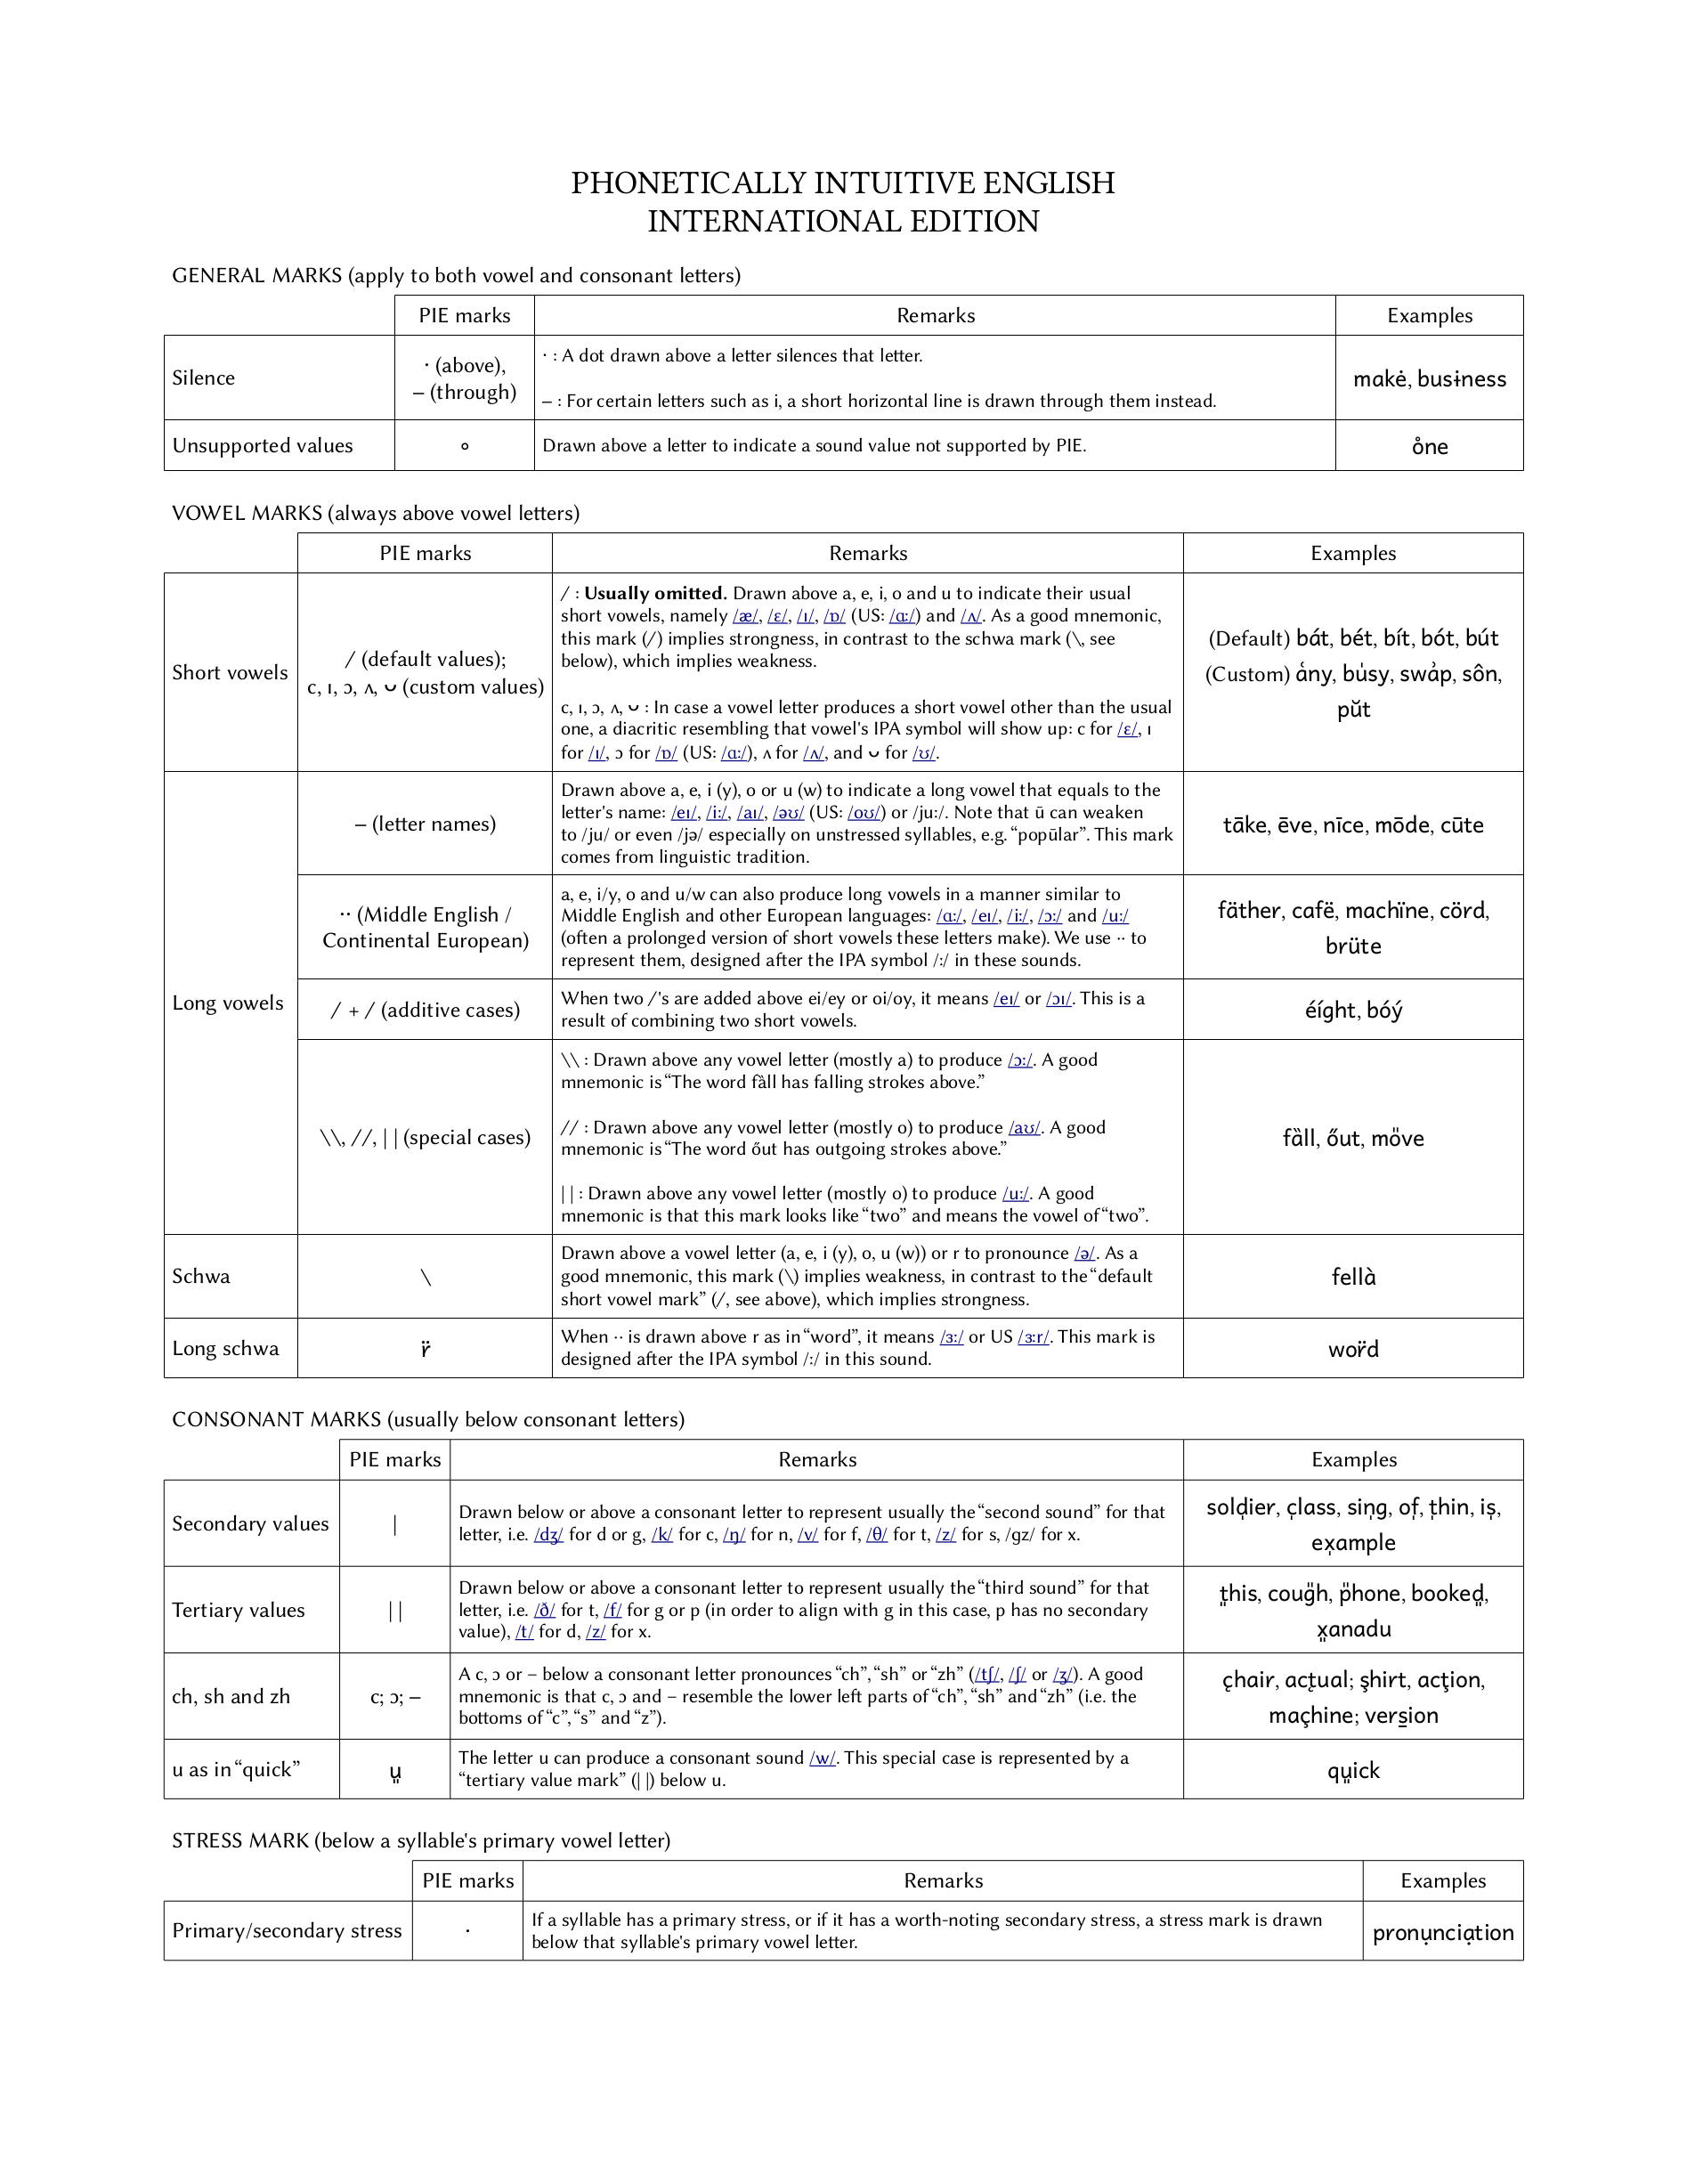 PHONETICALLY INTUITIVE ENGLISH
INTERNATIONAL EDITION
GENERAL MARKS (apply to both vowel and consonant letters)
PIE marks
Remarks
Examples
Silence
· (above),
– (through)
· : A dot drawn above a letter silences that letter.
– : For certain letters such as i, a short horizontal line is drawn through them instead.
makė, busɨness
Unsupported values
∘
Drawn above a letter to indicate a sound value not supported by PIE.
o̊ne
VOWEL MARKS (always above vowel letters)
PIE marks
Remarks
Examples
Short vowels
/ (default values);
c, ı, ɔ, ʌ, ᴗ (custom values)
/ : Usually omitted. Drawn above a, e, i, o and u to indicate their usual
short vowels, namely /æ/, /ɛ/, /ɪ/, /ɒ/ (US: /ɑː/) and /ʌ/. As a good mnemonic,
this mark (/) implies strongness, in contrast to the schwa mark (\, see
below), which implies weakness.
c, ı, ɔ, ʌ, ᴗ : In case a vowel letter produces a short vowel other than the usual
one, a diacritic resembling that vowel's IPA symbol will show up: c for /ɛ/, ı
for /ɪ/, ɔ for /ɒ/ (US: /ɑː/), ʌ for /ʌ/, and ᴗ for /ʊ/.
(Default) bát, bét, bít, bót, bút
(Custom) aͨny, bu̍sy, swa̓p, sôn,
pŭt
Long vowels
– (letter names)
Drawn above a, e, i (y), o or u (w) to indicate a long vowel that equals to the
letter's name: /eɪ/, /iː/, /aɪ/, /əʊ/ (US: /oʊ/) or /juː/. Note that ū can weaken
to /ju/ or even /jə/ especially on unstressed syllables, e.g. “popūlar”. This mark
comes from linguistic tradition.
tāke, ēve, nīce, mōde, cūte
·· (Middle English /
Continental European)
a, e, i/y, o and u/w can also produce long vowels in a manner similar to
Middle English and other European languages: /ɑː/, /eɪ/, /iː/, /ɔː/ and /uː/
(often a prolonged version of short vowels these letters make). We use ·· to
represent them, designed after the IPA symbol /ː/ in these sounds.
fäther, cafë, machïne, cörd,
brüte
/ + / (additive cases)
When two /'s are added above ei/ey or oi/oy, it means /eɪ/ or /ɔɪ/. This is a
result of combining two short vowels.
éíght, bóý
\\, //, || (special cases)
\\ : Drawn above any vowel letter (mostly a) to produce /ɔː/. A good
mnemonic is “The word fȁll has falling strokes above.”
// : Drawn above any vowel letter (mostly o) to produce /aʊ/. A good
mnemonic is “The word őut has outgoing strokes above.”
|| : Drawn above any vowel letter (mostly o) to produce /uː/. A good
mnemonic is that this mark looks like “two” and means the vowel of “two”.
fȁll, őut, mo̎ve
Schwa
\
Drawn above a vowel letter (a, e, i (y), o, u (w)) or r to pronounce /ə/. As a
good mnemonic, this mark (\) implies weakness, in contrast to the “default
short vowel mark” (/, see above), which implies strongness.
fellà
Long schwa
r̈
When ·· is drawn above r as in “word”, it means /ɜː/ or US /ɜːr/. This mark is
designed after the IPA symbol /ː/ in this sound.
wor̈d
CONSONANT MARKS (usually below consonant letters)
PIE marks
Remarks
Examples
Secondary values
|
Drawn below or above a consonant letter to represent usually the “second sound” for that
letter, i.e. /dʒ/ for d or g, /k/ for c, /ŋ/ for n, /v/ for f, /θ/ for t, /z/ for s, /gz/ for x.
sold̩ier, c̩lass, sin̩g, of̩, t̩hin, is̩,
ex̩ample
Tertiary values
||
Drawn below or above a consonant letter to represent usually the “third sound” for that
letter, i.e. /ð/ for t, /f/ for g or p (in order to align with g in this case, p has no secondary
value), /t/ for d, /z/ for x.
t͈his, coug̎h, p̎hone, booked͈,
x͈anadu
ch, sh and zh
c; ɔ; –
A c, ɔ or – below a consonant letter pronounces “ch”, “sh” or “zh” (/tʃ/, /ʃ/ or /ʒ/). A good
mnemonic is that c, ɔ and – resemble the lower left parts of “ch”, “sh” and “zh” (i.e. the
bottoms of “c”, “s” and “z”).
c̜hair, act̜ual; şhirt, acţion,
maçhine; vers̱ion
u as in “quick”
u͈
The letter u can produce a consonant sound /w/. This special case is represented by a
“tertiary value mark” (||) below u.
qu͈ick
STRESS MARK (below a syllable's primary vowel letter)
PIE marks
Remarks
Examples
Primary/secondary stress
·
If a syllable has a primary stress, or if it has a worth-noting secondary stress, a stress mark is drawn
below that syllable's primary vowel letter.
pronụnciạtion